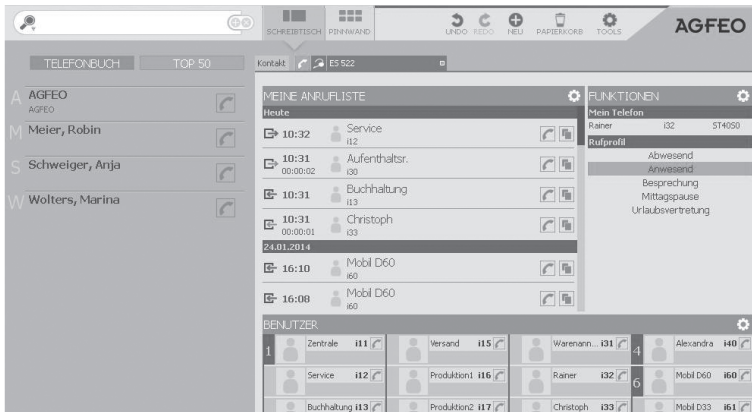 SCHREIBTISCH PINNWAND UNDO REDO NEU PAPIERKORB TOOLS AGFEO
TELEFONBUCH TOP 50
A AGFEO
AGFEO
M Meier, Robin
S Schweiger, Anja
W Wolters, Marina
Kontakt ES 522
MEINE ANRUFLISTE
Heute
10:32 Service
i12
10:31 Aufenthaltsr.
00:00:02 i30
10:31 Buchhaltung
i13
10:31 Christoph
00:00:01 i33
24.01.2014
16:10 Mobil D60
i60
16:08 Mobil D60
i60
FUNKTIONEN
Mein Telefon
Rainer i32 ST40S0
Rufprofil
Abwesend
Anwesend
Besprechung
Mittagspause
Urlaubsvertretung
BENUTZER
1 Zentrale i11 Versand i15 Warenann... i31 4 Alexandra i40
Service i12 Produktion1 i16 Rainer i32 6 Mobil D60 i60
Buchhaltung i13 Produktion2 i17 Christoph i33 Mobil D33 i61